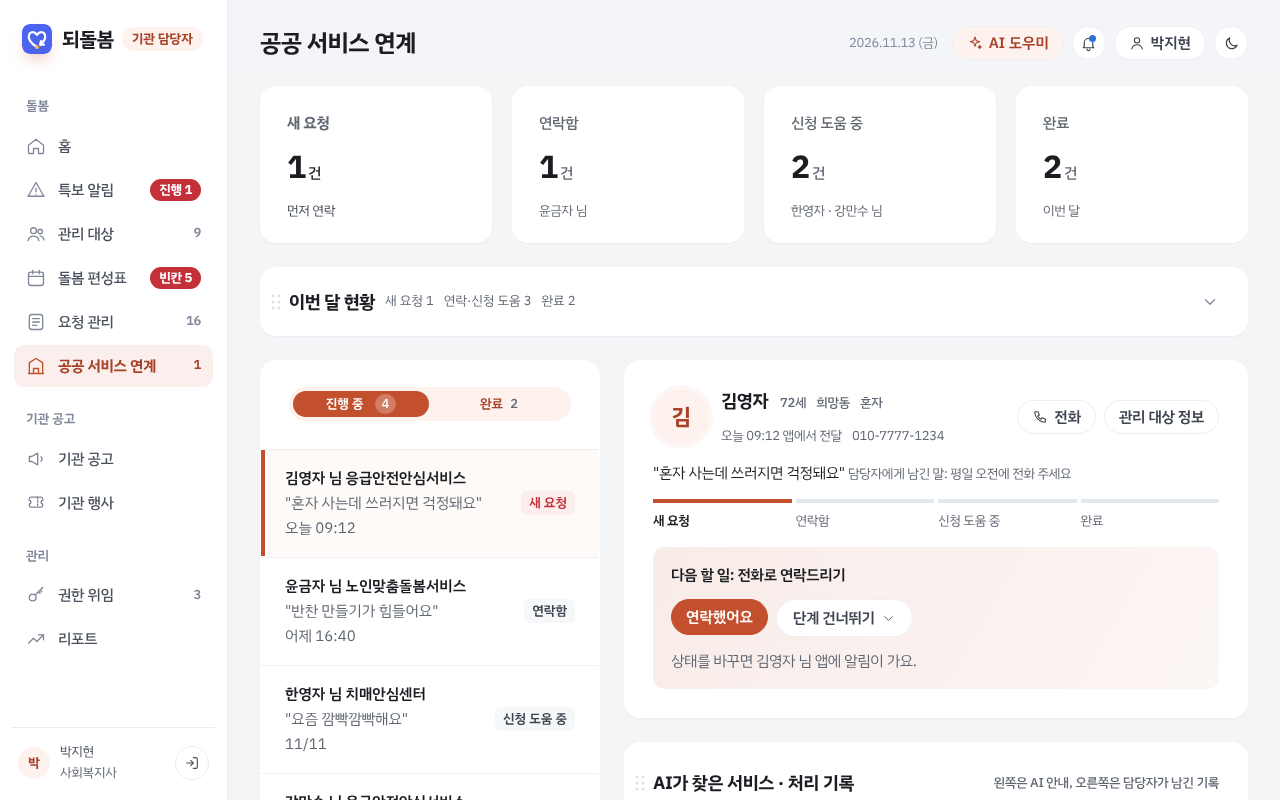 되돌봄 기관 담당자
돌봄
홈
특보 알림 진행 1
관리 대상 9
돌봄 편성표 빈칸 5
요청 관리 16
공공 서비스 연계 1
기관 공고
기관 공고
기관 행사
관리
권한 위임 3
리포트
박 박지현
사회복지사
공공 서비스 연계
2026.11.13 (금) AI 도우미 박지현
새 요청
1건
먼저 연락
연락함
1건
윤금자 님
신청 도움 중
2건
한영자 · 강만수 님
완료
2건
이번 달
이번 달 현황 새 요청 1 연락·신청 도움 3 완료 2
진행 중 4 완료 2
김영자 님 응급안전안심서비스
"혼자 사는데 쓰러지면 걱정돼요"
오늘 09:12
새 요청
윤금자 님 노인맞춤돌봄서비스
"반찬 만들기가 힘들어요"
어제 16:40
연락함
한영자 님 치매안심센터
"요즘 깜빡깜빡해요"
11/11
신청 도움 중
김 김영자 72세 희망동 혼자
오늘 09:12 앱에서 전달 010-7777-1234
전화 관리 대상 정보
"혼자 사는데 쓰러지면 걱정돼요" 담당자에게 남긴 말: 평일 오전에 전화 주세요
새 요청 연락함 신청 도움 중 완료
다음 할 일: 전화로 연락드리기
연락했어요 단계 건너뛰기
상태를 바꾸면 김영자 님 앱에 알림이 가요.
AI가 찾은 서비스 · 처리 기록 왼쪽은 AI 안내, 오른쪽은 담당자가 남긴 기록